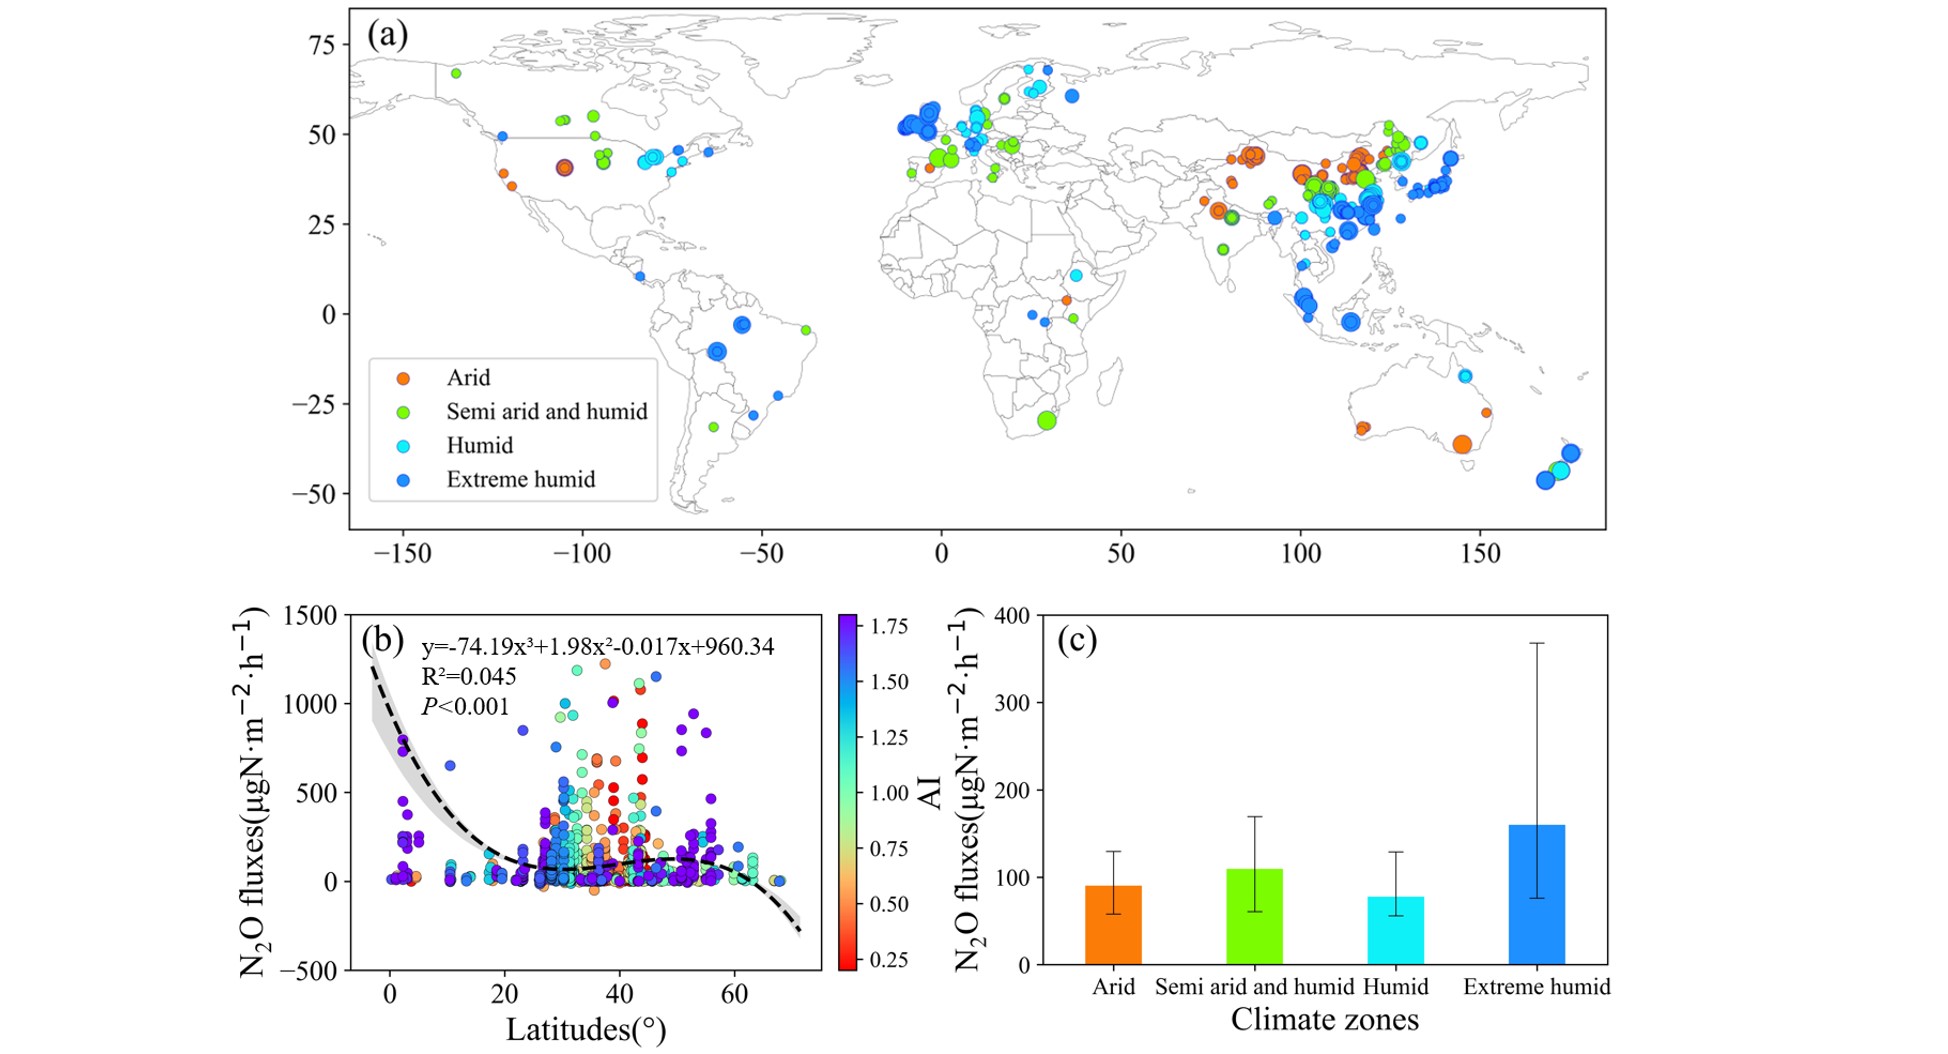 (a)
75
50
25
0
−25
−50
Arid
Semi arid and humid
Humid
Extreme humid
−150
−100
−50
0
50
100
150
(b)
y=-74.19x³+1.98x²-0.017x+960.34
R²=0.045
P<0.001
N₂O fluxes(μgN·m⁻²·h⁻¹)
1500
1000
500
0
−500
0
20
40
60
Latitudes(°)
1.75
1.50
1.25
1.00
0.75
0.50
0.25
AI
(c)
N₂O fluxes(μgN·m⁻²·h⁻¹)
400
300
200
100
0
Arid
Semi arid and humid
Humid
Extreme humid
Climate zones